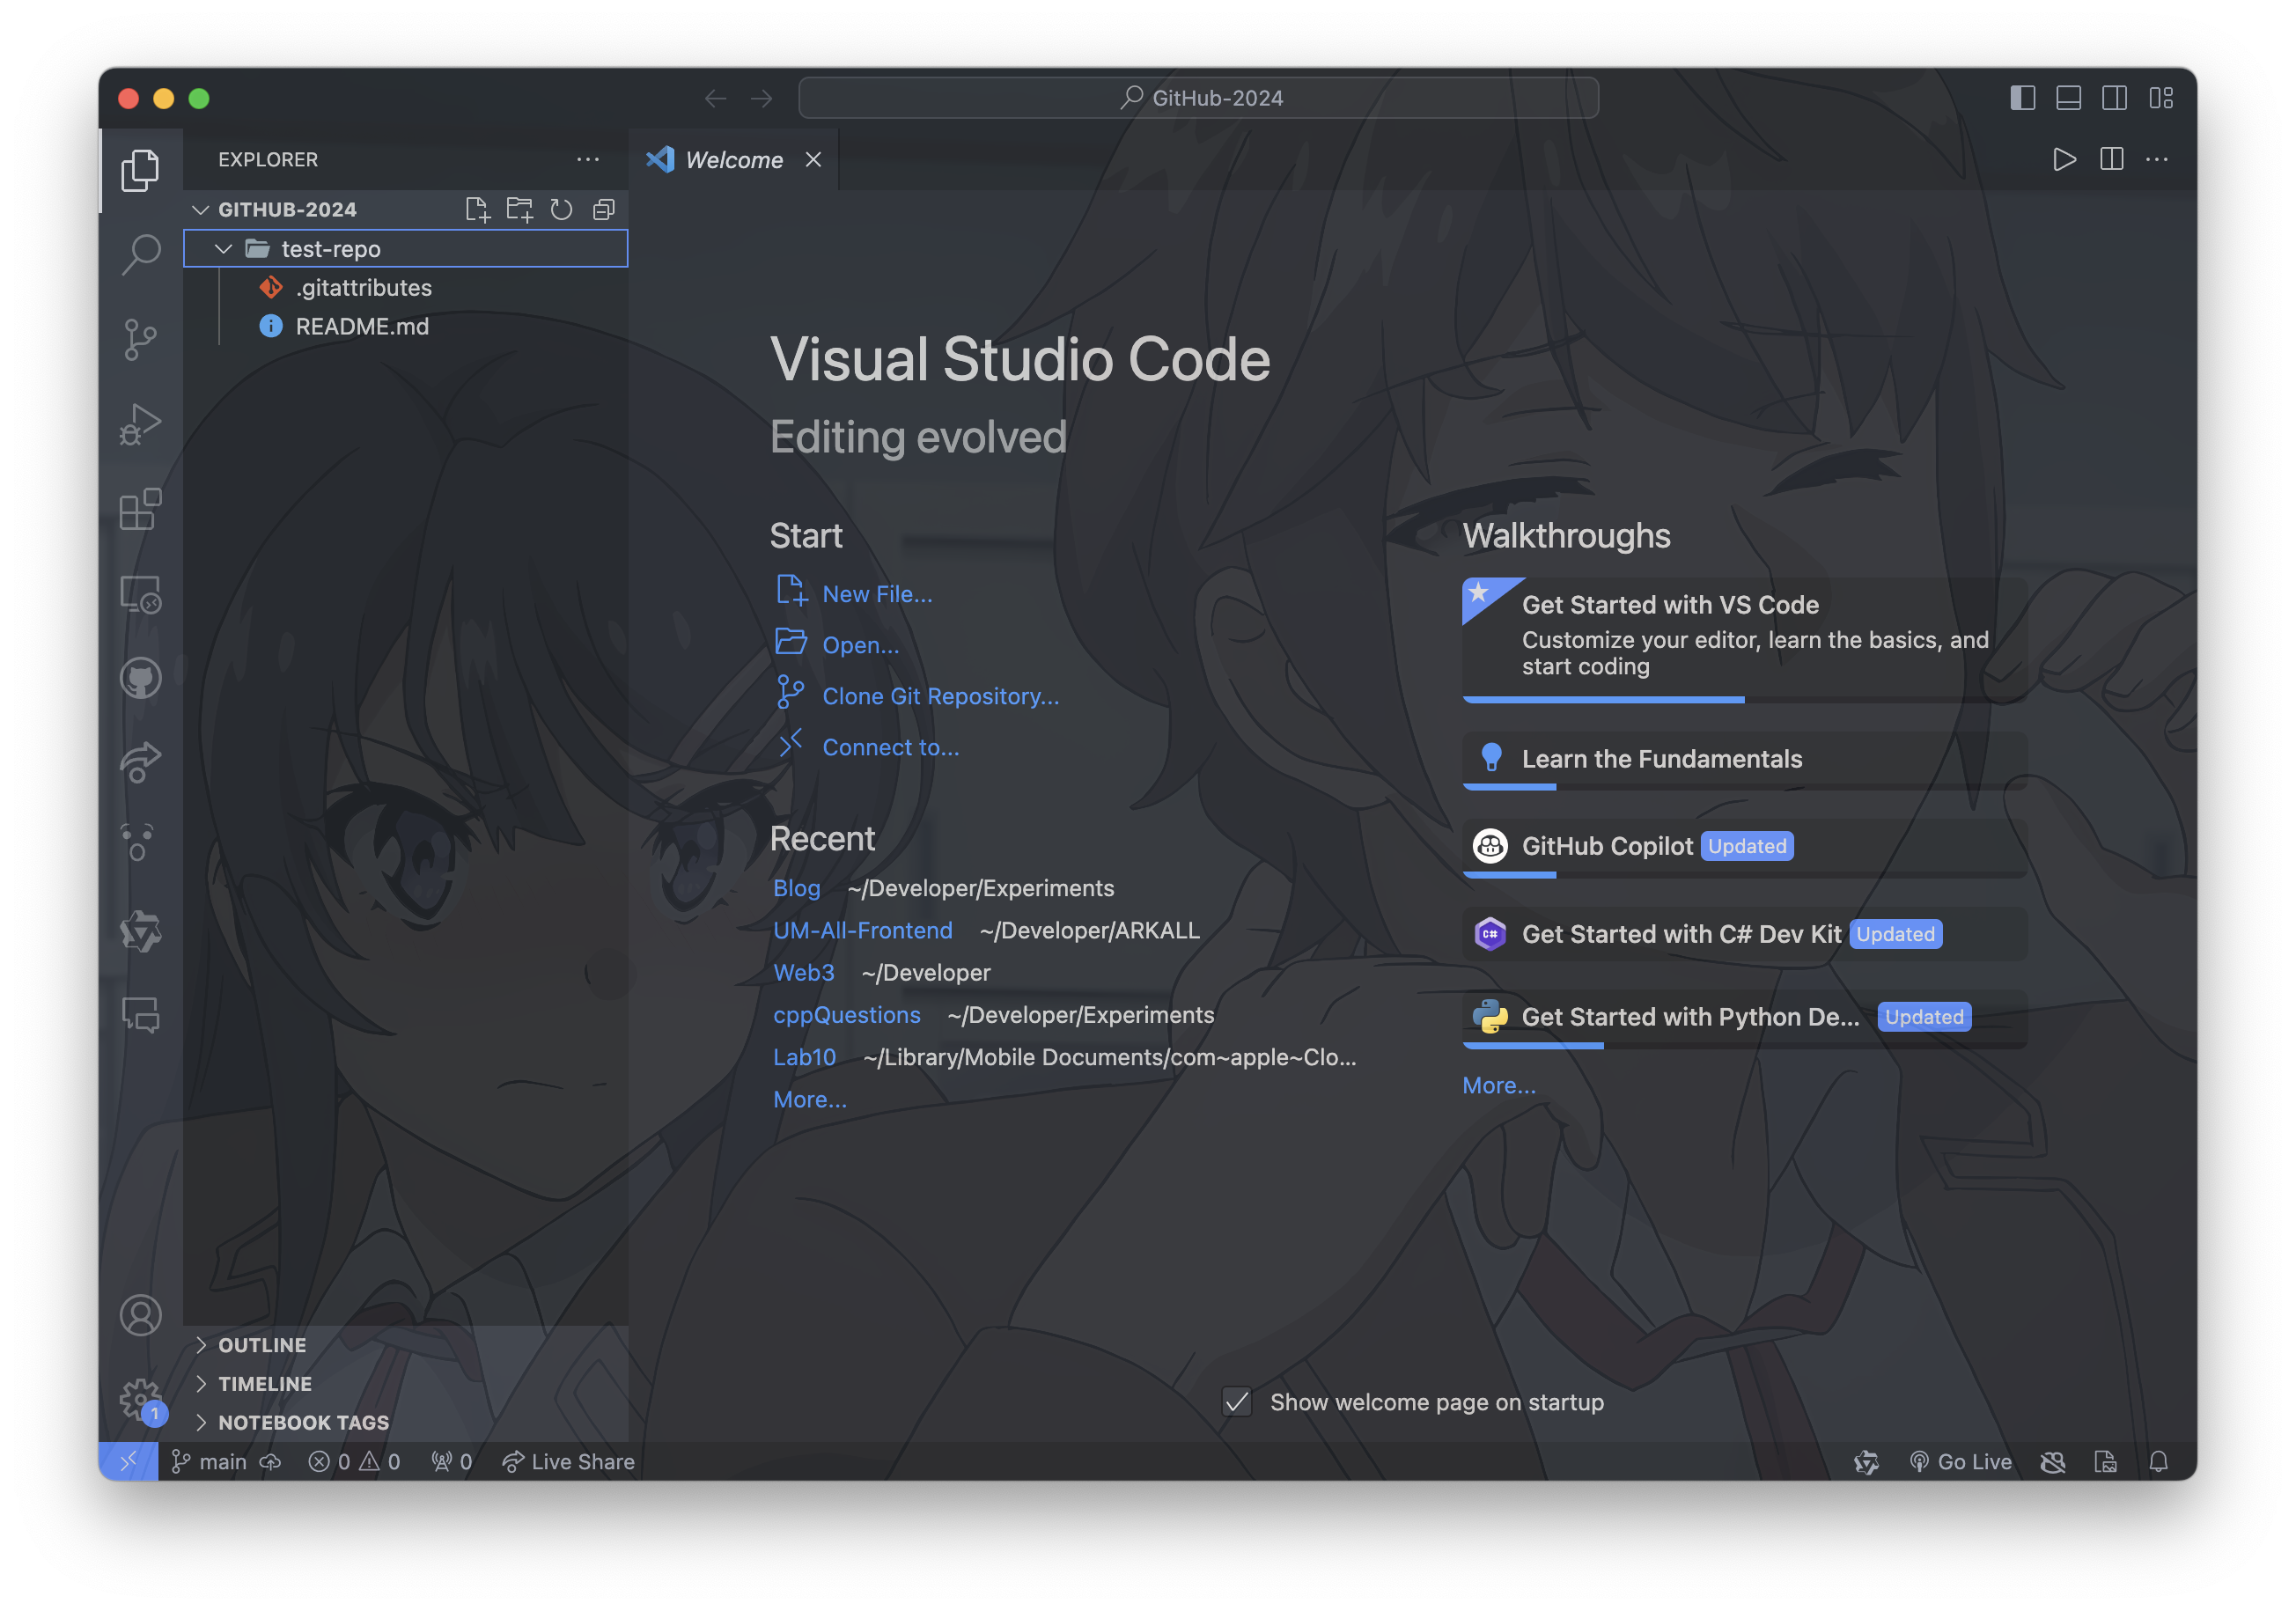 GitHub-2024
EXPLORER
Welcome
GITHUB-2024
test-repo
.gitattributes
README.md
Visual Studio Code
Editing evolved
Start
New File...
Open...
Clone Git Repository...
Connect to...
Recent
Blog ~/Developer/Experiments
UM-All-Frontend ~/Developer/ARKALL
Web3 ~/Developer
cppQuestions ~/Developer/Experiments
Lab10 ~/Library/Mobile Documents/com~apple~Clo...
More...
Walkthroughs
Get Started with VS Code
Customize your editor, learn the basics, and
start coding
Learn the Fundamentals
GitHub Copilot Updated
C# Get Started with C# Dev Kit Updated
Get Started with Python De... Updated
More...
OUTLINE
TIMELINE
NOTEBOOK TAGS
1
Show welcome page on startup
main 0 0 0 Live Share
Go Live